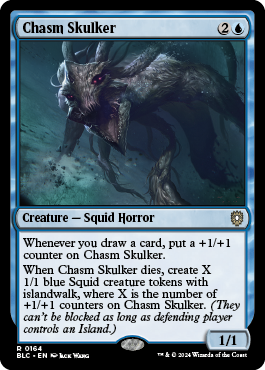 Chasm Skulker 2
Creature — Squid Horror
Whenever you draw a card, put a +1/+1
counter on Chasm Skulker.
When Chasm Skulker dies, create X
1/1 blue Squid creature tokens with
islandwalk, where X is the number of
+1/+1 counters on Chasm Skulker. (They
can't be blocked as long as defending player
controls an Island.)
1/1
R 0164
BLC • EN Jack Wang
™ & © 2024 Wizards of the Coast